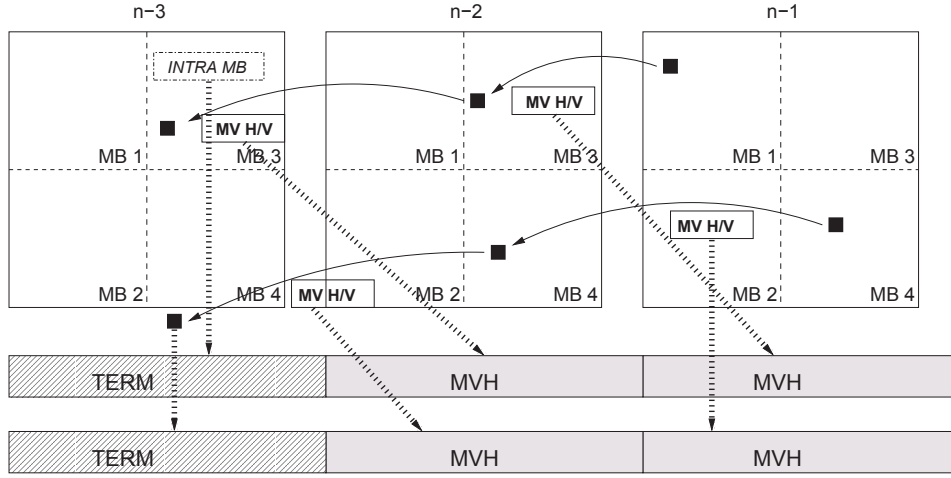 n−3 n−2 n−1
INTRA MB
MV H/V
MV H/V
MB 1 MB 3 MB 1 MB 3 MB 1 MB 3
MV H/V
MV H/V
MB 2 MB 4 MB 2 MB 4 MB 2 MB 4
TERM MVH MVH
TERM MVH MVH